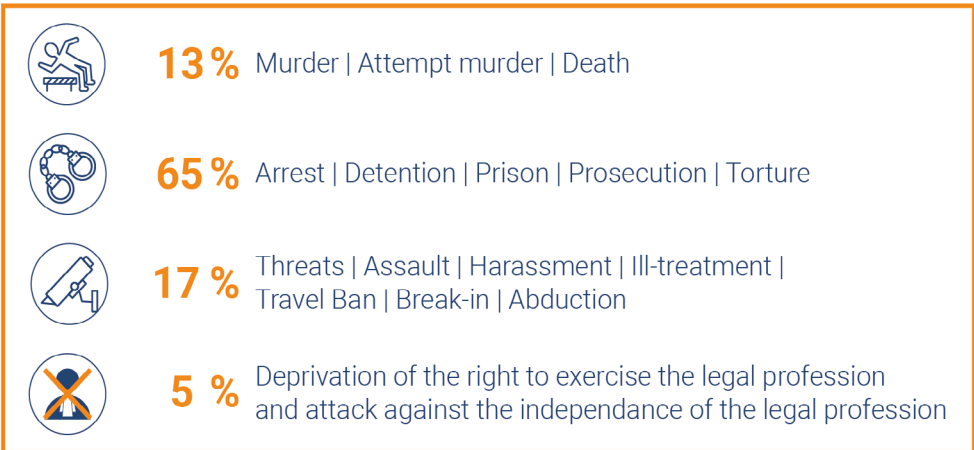 13 % Murder | Attempt murder | Death
65 % Arrest | Detention | Prison | Prosecution | Torture
17 % Threats | Assault | Harassment | Ill-treatment |
Travel Ban | Break-in | Abduction
5 % Deprivation of the right to exercise the legal profession
and attack against the independance of the legal profession